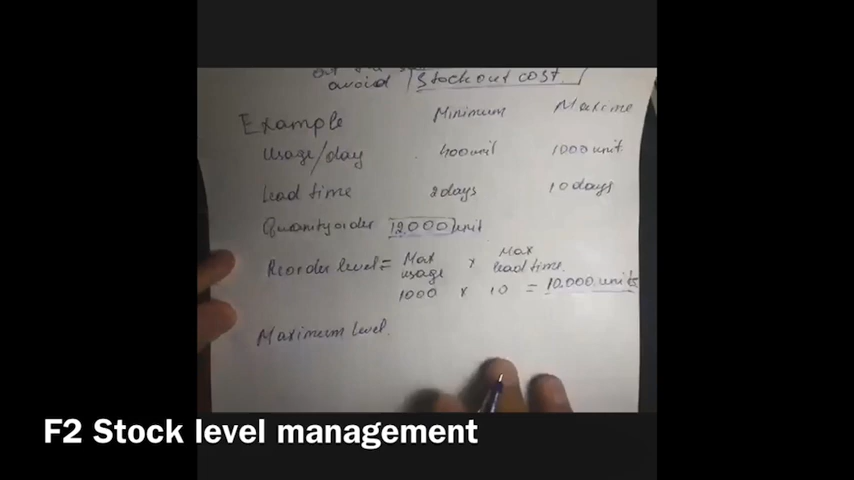 avoid / Stock out cost
Example Minimum Maxime
Usage/day 400 unit 1000 unit.
Lead time 2 days 10 days
Quanity order 12,000 unit
Reorder level = Max usage x Max lead time.
1000 x 10 = 10,000 units
Maximum level.
F2 Stock level management